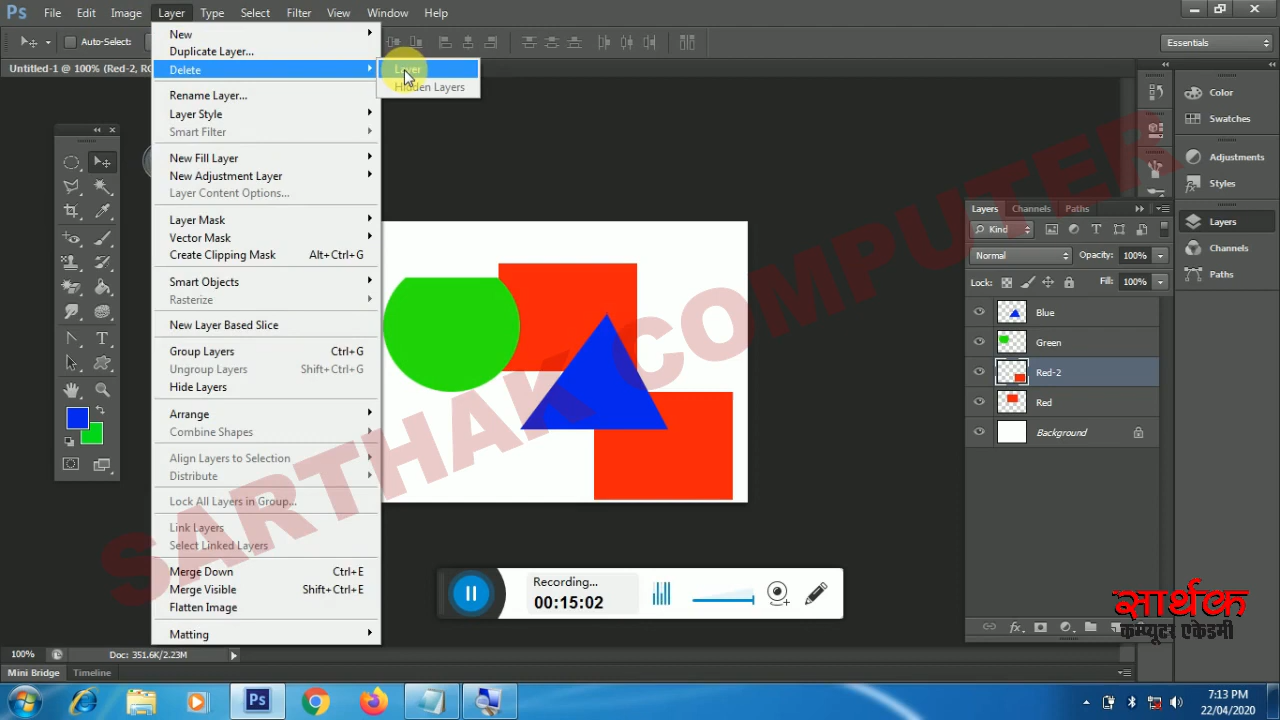 Ps File Edit Image Layer Type Select Filter View Window Help
Auto-Select:
Essentials
Untitled-1 @ 100% (Red-2, RG
New
Duplicate Layer...
Delete
Layer
Hidden Layers
Rename Layer...
Layer Style
Smart Filter
New Fill Layer
New Adjustment Layer
Layer Content Options...
Layer Mask
Vector Mask
Create Clipping Mask Alt+Ctrl+G
Smart Objects
Rasterize
New Layer Based Slice
Group Layers Ctrl+G
Ungroup Layers Shift+Ctrl+G
Hide Layers
Arrange
Combine Shapes
Align Layers to Selection
Distribute
Lock All Layers in Group...
Link Layers
Select Linked Layers
Merge Down Ctrl+E
Merge Visible Shift+Ctrl+E
Flatten Image
Matting
SARTHAK COMPUTER
Color
Swatches
Adjustments
Styles
Layers
Channels
Paths
Layers Channels Paths
Kind
Normal Opacity: 100%
Lock: Fill: 100%
Blue
Green
Red-2
Red
Background
fx
Recording...
00:15:02
सार्थक
कम्प्यूटर एकेडमी
100% Doc: 351.6K/2.23M
Mini Bridge Timeline
Ps
7:13 PM
22/04/2020